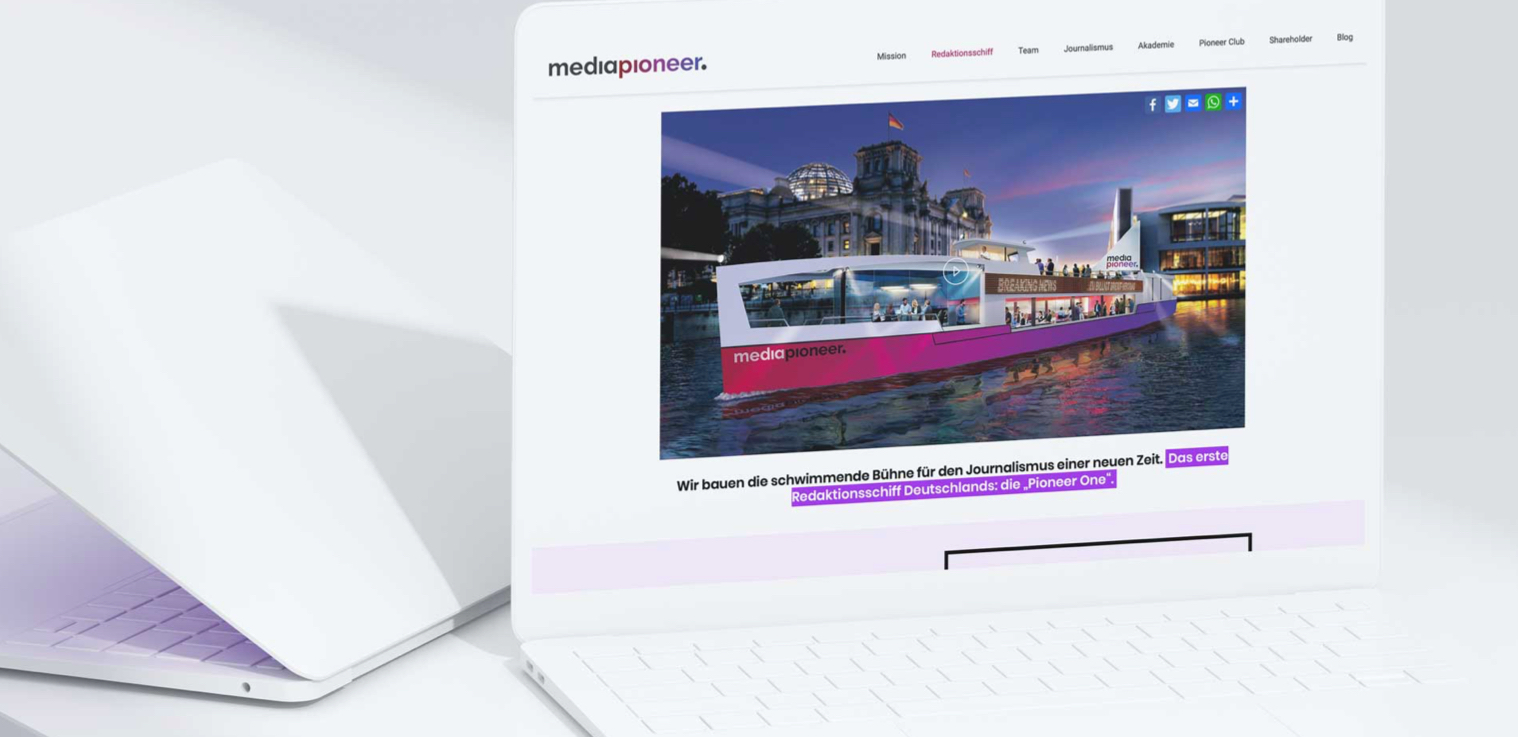 mediapioneer.
Mission
Redaktionsschiff
Team
Journalismus
Akademie
Pioneer Club
Shareholder
Blog
media
pioneer.
BREAKING NEWS
mediapioneer.
Wir bauen die schwimmende Bühne für den Journalismus einer neuen Zeit. Das erste
Redaktionsschiff Deutschlands: die „Pioneer One“.